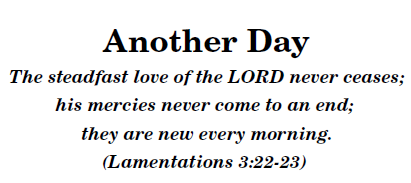 Another Day
The steadfast love of the LORD never ceases;
his mercies never come to an end;
they are new every morning.
(Lamentations 3:22-23)